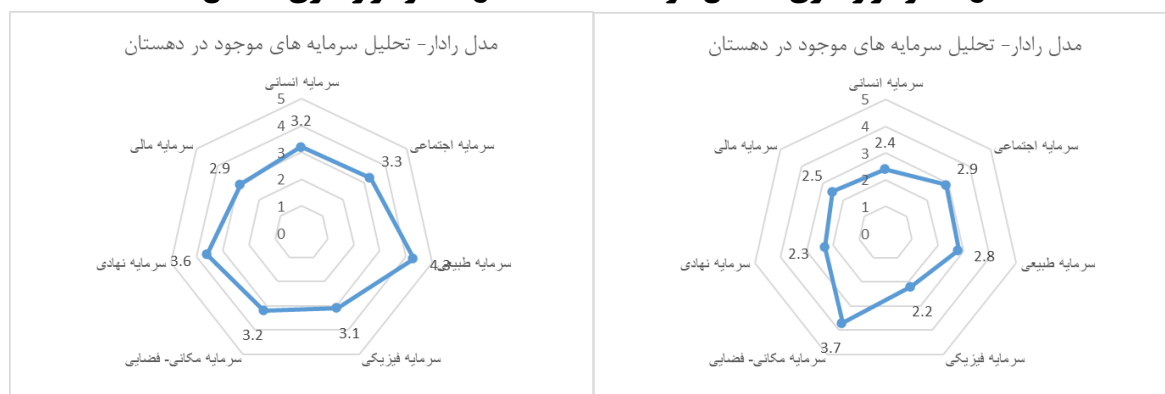 مدل رادار- تحلیل سرمایه های موجود در دهستان
سرمایه انسانی
سرمایه اجتماعی
سرمایه طبیعی
سرمایه فیزیکی
سرمایه مکانی- فضایی
سرمایه نهادی
سرمایه مالی
5
4
3
2
1
0
2.4
2.9
2.8
2.2
3.7
2.3
2.5
مدل رادار- تحلیل سرمایه های موجود در دهستان
سرمایه انسانی
سرمایه اجتماعی
سرمایه طبیعی
سرمایه فیزیکی
سرمایه مکانی- فضایی
سرمایه نهادی
سرمایه مالی
5
4
3
2
1
0
3.2
3.3
4.3
3.1
3.2
3.6
2.9